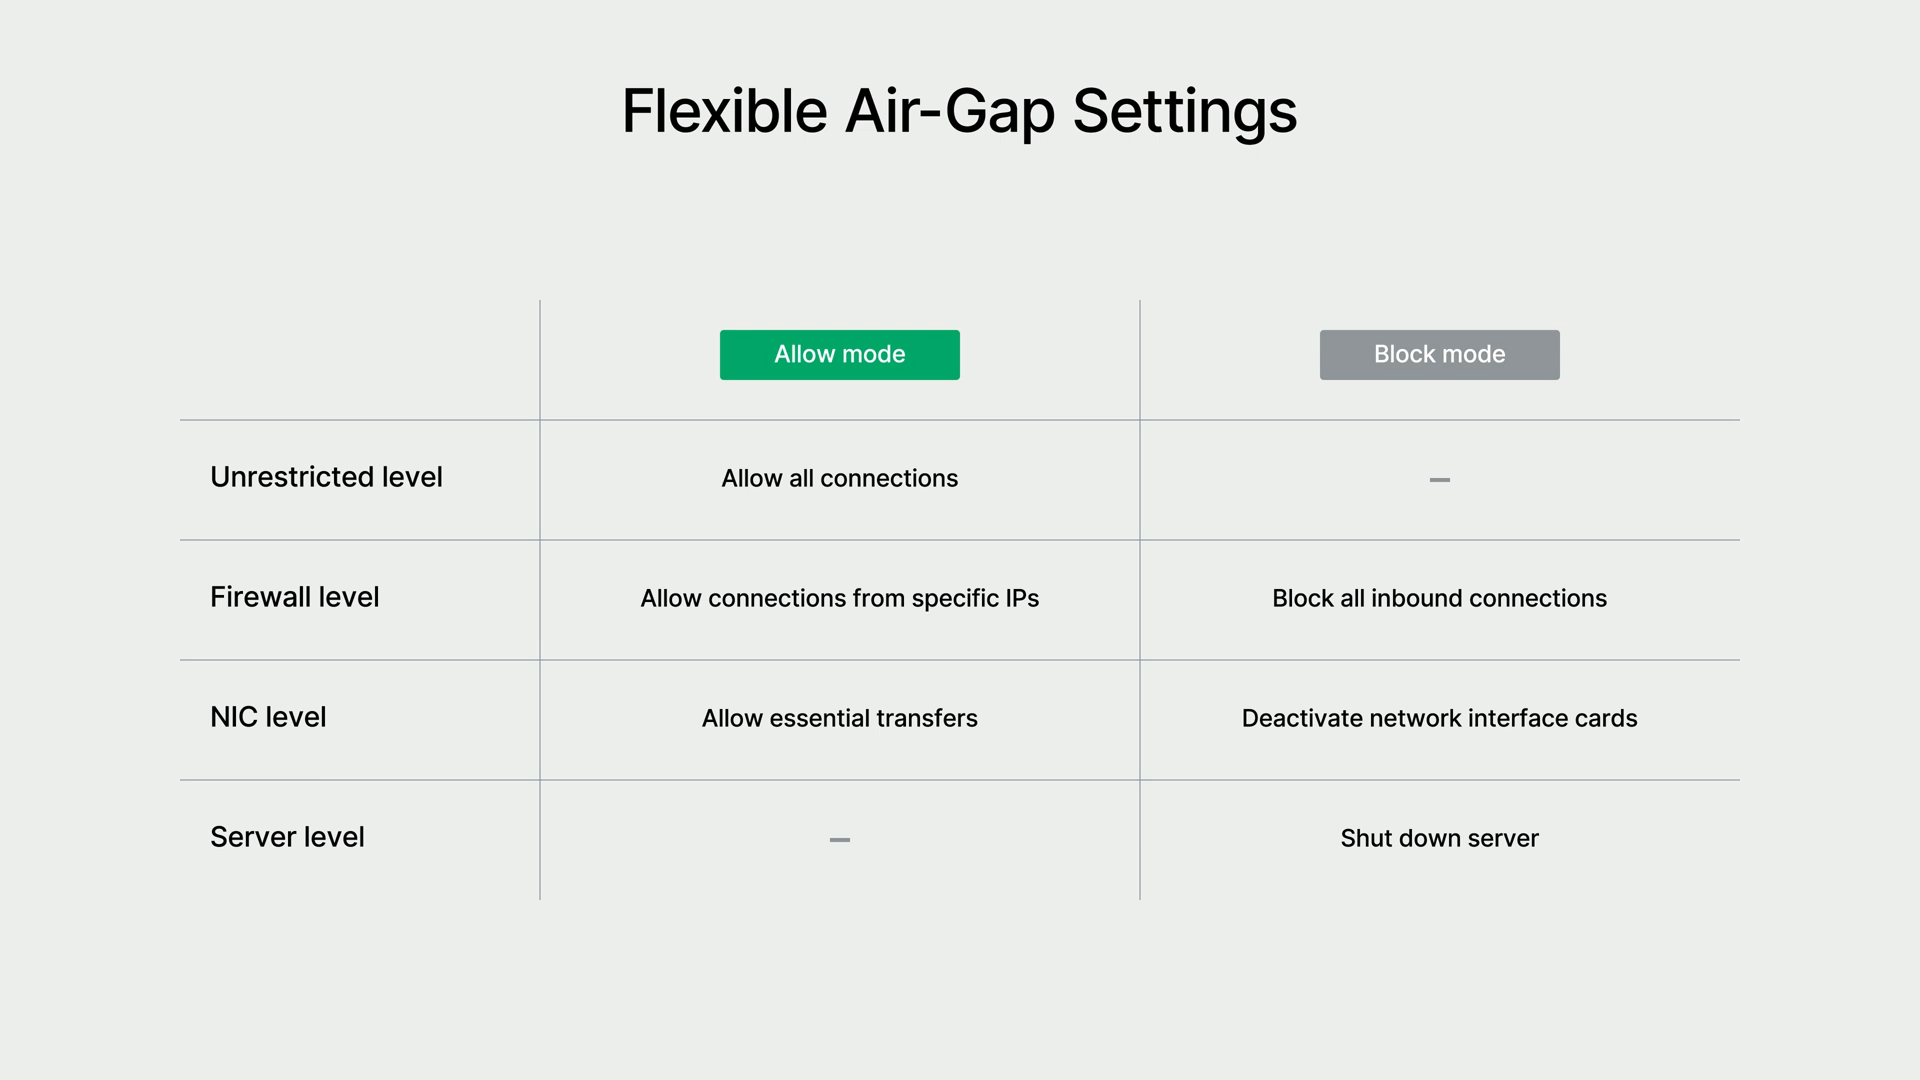 Flexible Air-Gap Settings
Allow mode
Block mode
Unrestricted level
Allow all connections
–
Firewall level
Allow connections from specific IPs
Block all inbound connections
NIC level
Allow essential transfers
Deactivate network interface cards
Server level
–
Shut down server